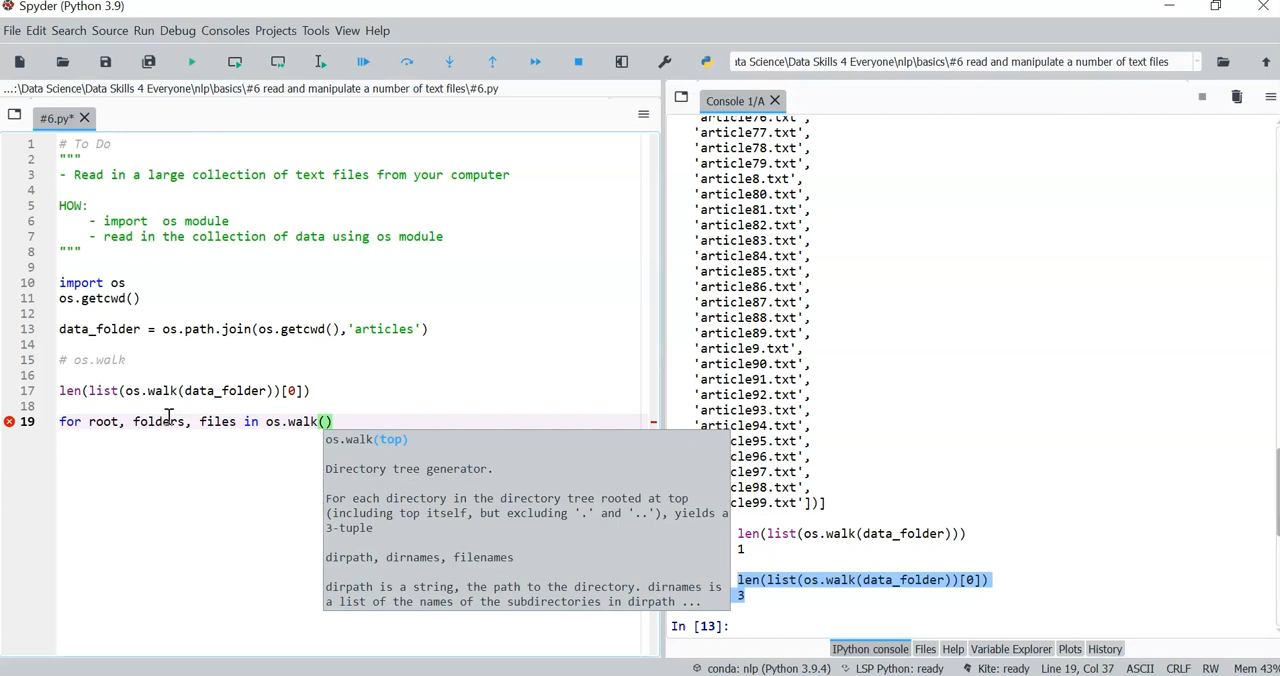 Spyder (Python 3.9)
File Edit Search Source Run Debug Consoles Projects Tools View Help
ata Science\Data Skills 4 Everyone\nlp\basics\#6 read and manipulate a number of text files
...:\Data Science\Data Skills 4 Everyone\nlp\basics\#6 read and manipulate a number of text files\#6.py
#6.py*
1 # To Do
2 """
3 - Read in a large collection of text files from your computer
4
5 HOW:
6 - import os module
7 - read in the collection of data using os module
8 """
9
10 import os
11 os.getcwd()
12
13 data_folder = os.path.join(os.getcwd(),'articles')
14
15 # os.walk
16
17 len(list(os.walk(data_folder))[0])
18
19 for root, folders, files in os.walk()
os.walk(top)
Directory tree generator.
For each directory in the directory tree rooted at top
(including top itself, but excluding '.' and '..'), yields a
3-tuple
dirpath, dirnames, filenames
dirpath is a string, the path to the directory. dirnames is
a list of the names of the subdirectories in dirpath ...
Console 1/A
'article76.txt',
'article77.txt',
'article78.txt',
'article79.txt',
'article8.txt',
'article80.txt',
'article81.txt',
'article82.txt',
'article83.txt',
'article84.txt',
'article85.txt',
'article86.txt',
'article87.txt',
'article88.txt',
'article89.txt',
'article9.txt',
'article90.txt',
'article91.txt',
'article92.txt',
'article93.txt',
'article94.txt',
cle95.txt',
cle96.txt',
cle97.txt',
cle98.txt',
cle99.txt'])]
len(list(os.walk(data_folder)))
1
len(list(os.walk(data_folder))[0])
3
In [13]:
IPython console Files Help Variable Explorer Plots History
conda: nlp (Python 3.9.4) LSP Python: ready Kite: ready Line 19, Col 37 ASCII CRLF RW Mem 43%